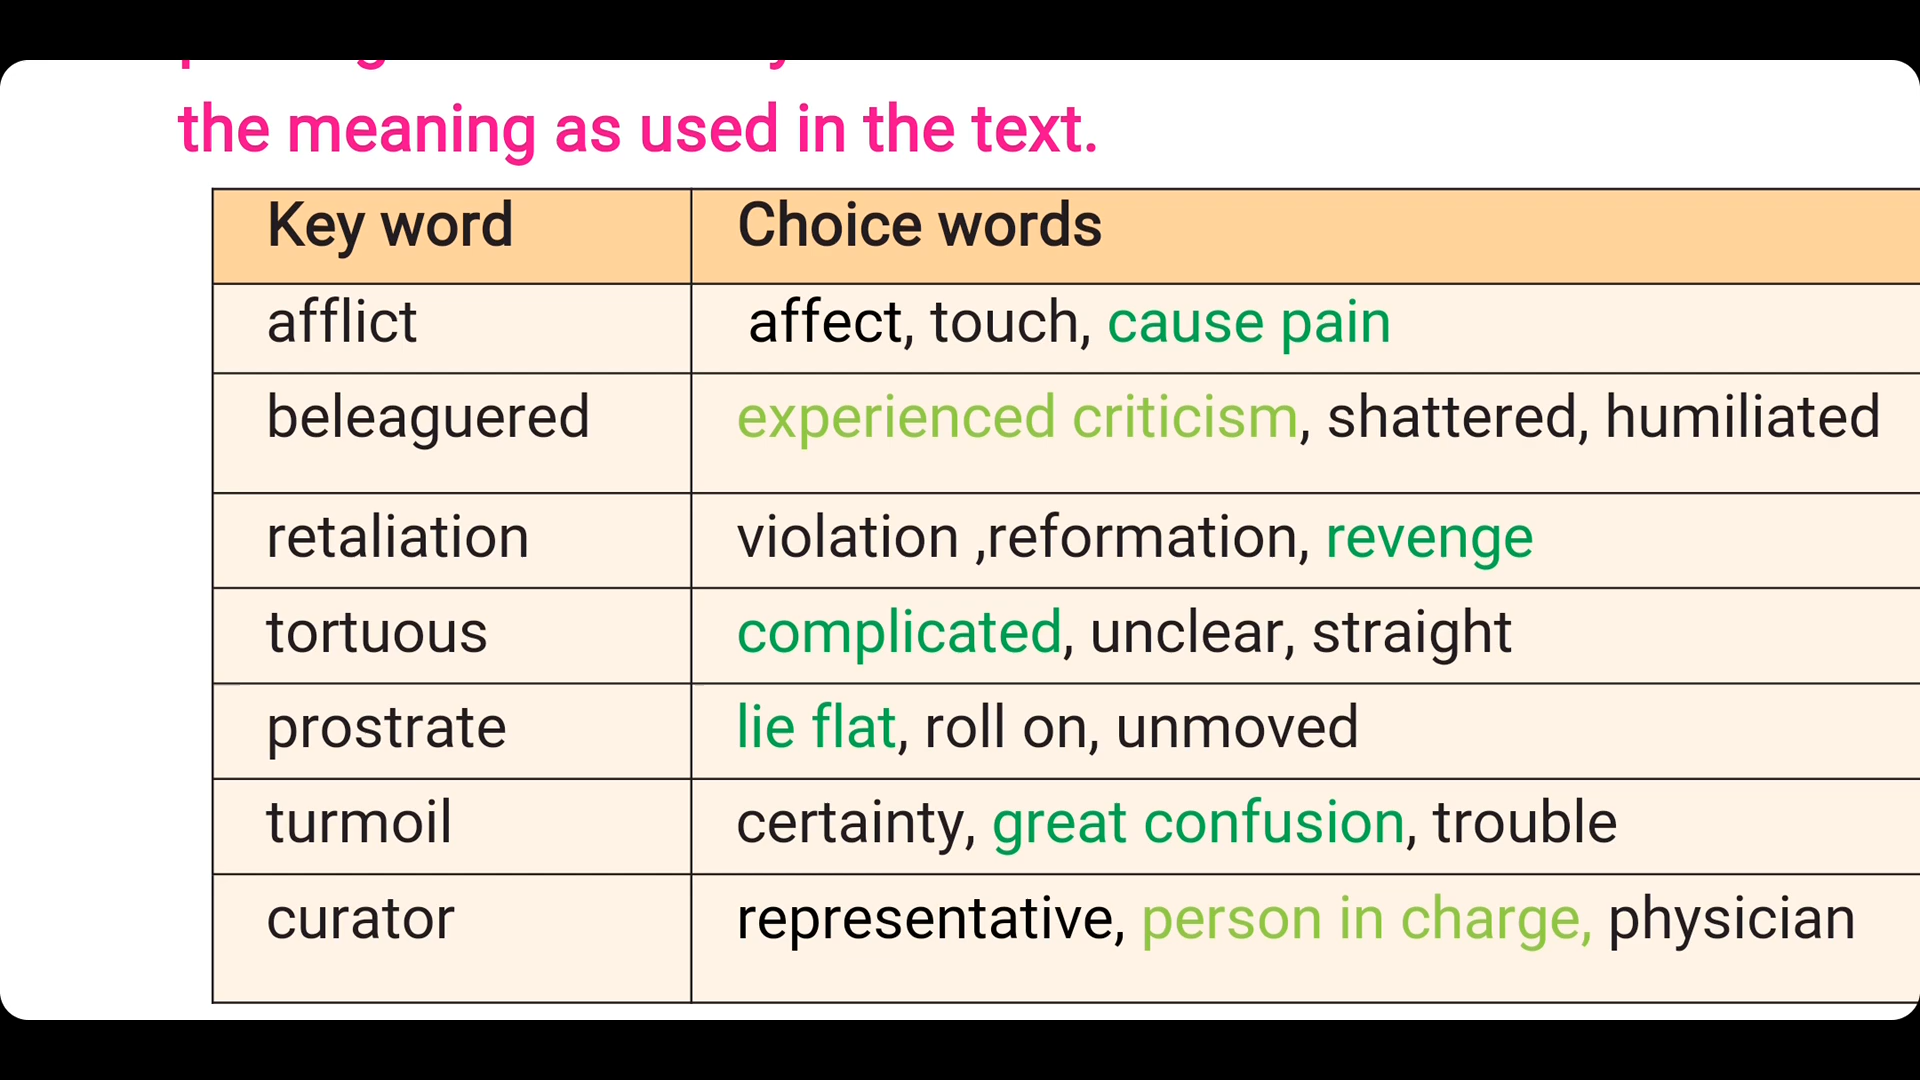 the meaning as used in the text.
Key word Choice words
afflict affect, touch, cause pain
beleaguered experienced criticism, shattered, humiliated
retaliation violation ,reformation, revenge
tortuous complicated, unclear, straight
prostrate lie flat, roll on, unmoved
turmoil certainty, great confusion, trouble
curator representative, person in charge, physician